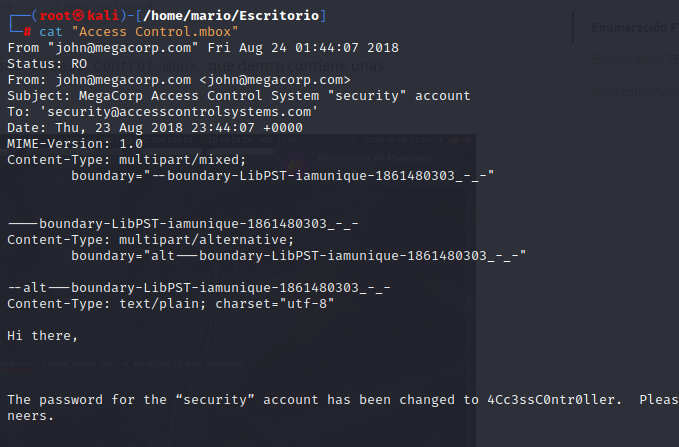 ┌──(root㉿kali)-[/home/mario/Escritorio]
└─# cat "Access Control.mbox"
From "john@megacorp.com" Fri Aug 24 01:44:07 2018
Status: RO
From: john@megacorp.com <john@megacorp.com>
Subject: MegaCorp Access Control System "security" account
To: 'security@accesscontrolsystems.com'
Date: Thu, 23 Aug 2018 23:44:07 +0000
MIME-Version: 1.0
Content-Type: multipart/mixed;
        boundary="--boundary-LibPST-iamunique-1861480303_-_-"
----boundary-LibPST-iamunique-1861480303_-_-
Content-Type: multipart/alternative;
        boundary="alt---boundary-LibPST-iamunique-1861480303_-_-"
--alt---boundary-LibPST-iamunique-1861480303_-_-
Content-Type: text/plain; charset="utf-8"
Hi there,
The password for the “security” account has been changed to 4Cc3ssC0ntr0ller.  Pleas
neers.